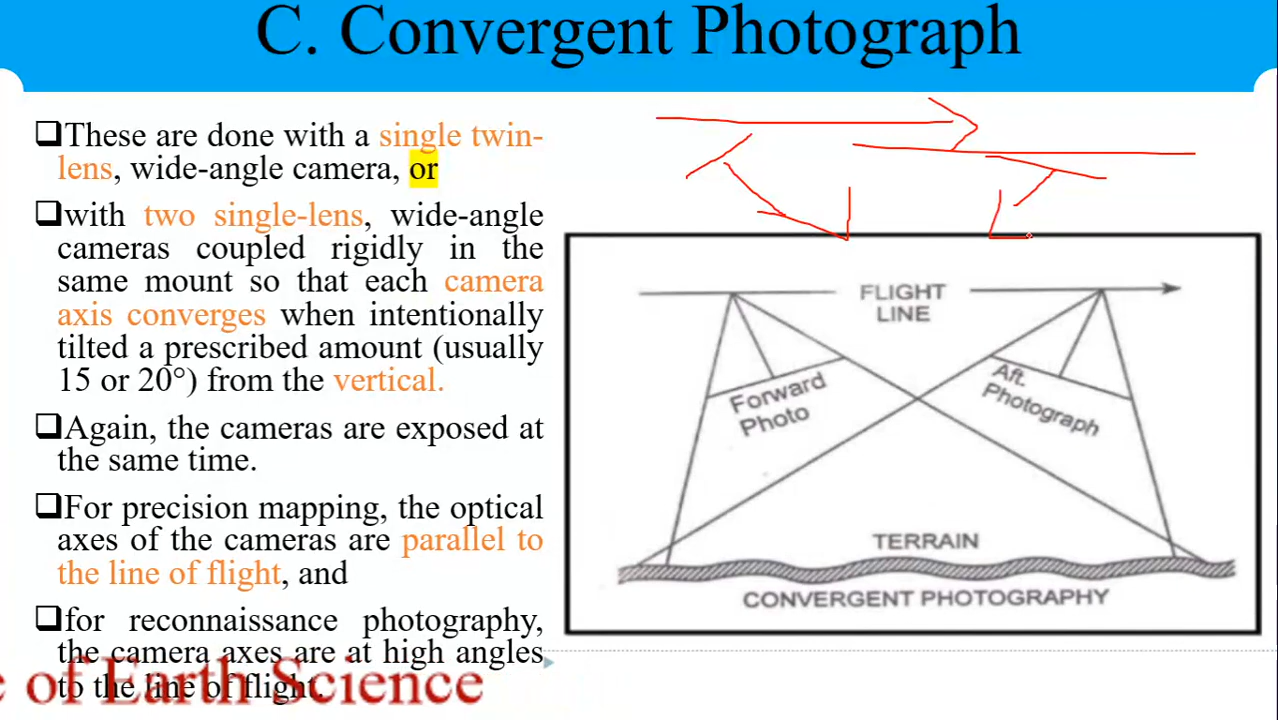 C. Convergent Photograph
❑These are done with a single twin-
lens, wide-angle camera, or
❑with two single-lens, wide-angle
cameras coupled rigidly in the
same mount so that each camera
axis converges when intentionally
tilted a prescribed amount (usually
15 or 20°) from the vertical.
❑Again, the cameras are exposed at
the same time.
❑For precision mapping, the optical
axes of the cameras are parallel to
the line of flight, and
❑for reconnaissance photography,
the camera axes are at high angles
to the line of flight.
e of Earth Science
FLIGHT
LINE
Forward
Photo
Aft.
Photograph
TERRAIN
CONVERGENT PHOTOGRAPHY